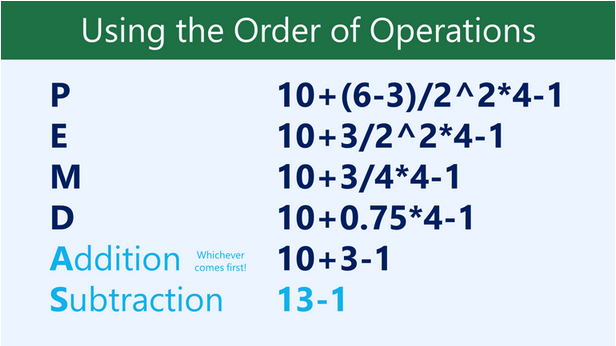 Using the Order of Operations
P 10+(6-3)/2^2*4-1
E 10+3/2^2*4-1
M 10+3/4*4-1
D 10+0.75*4-1
Addition Whichever comes first! 10+3-1
Subtraction 13-1